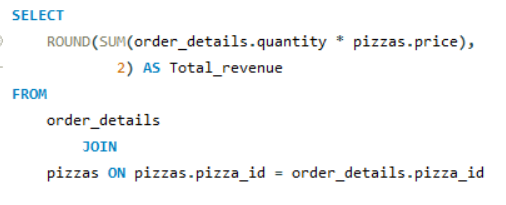 SELECT
ROUND(SUM(order_details.quantity * pizzas.price),
2) AS Total_revenue
FROM
order_details
JOIN
pizzas ON pizzas.pizza_id = order_details.pizza_id